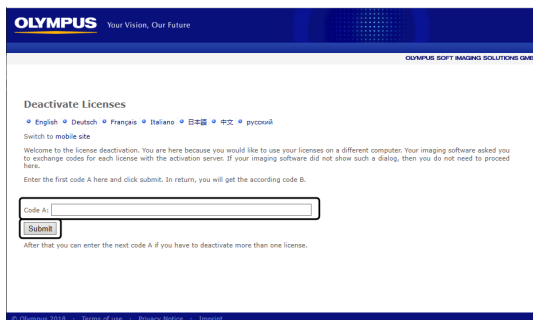 OLYMPUS Your Vision, Our Future
OLYMPUS SOFT IMAGING SOLUTIONS GMB
Deactivate Licenses
English Deutsch Français Italiano 日本語 中文 русский
Switch to mobile site
Welcome to the license deactivation. You are here because you would like to use your licenses on a different computer. Your imaging software asked you
to exchange codes for each license with the activation server. If your imaging software did not show such a dialog, then you do not need to proceed
here.
Enter the first code A here and click submit. In return, you will get the according code B.
Code A:
Submit
After that you can enter the next code A if you have to deactivate more than one license.
© Olympus 2018 · Terms of use · Privacy Notice · Imprint